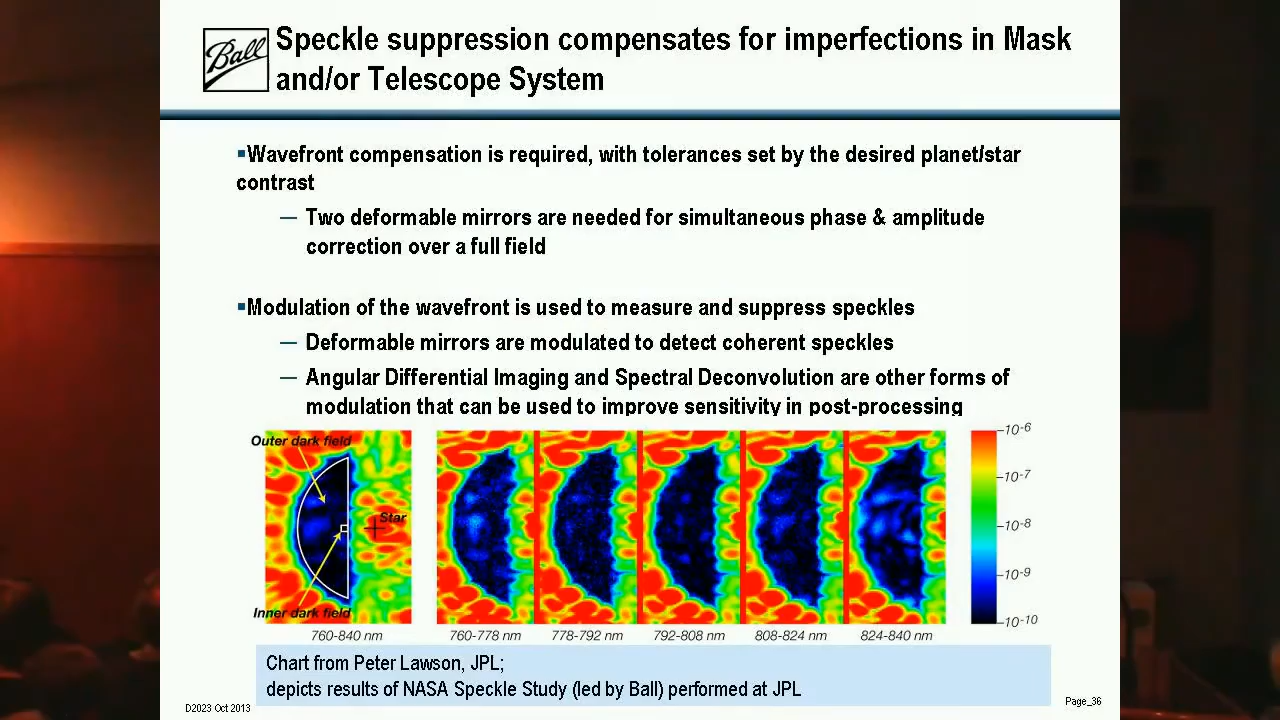 Ball
Speckle suppression compensates for imperfections in Mask
and/or Telescope System
▪Wavefront compensation is required, with tolerances set by the desired planet/star
contrast
— Two deformable mirrors are needed for simultaneous phase & amplitude
correction over a full field
▪Modulation of the wavefront is used to measure and suppress speckles
— Deformable mirrors are modulated to detect coherent speckles
— Angular Differential Imaging and Spectral Deconvolution are other forms of
modulation that can be used to improve sensitivity in post-processing
Outer dark field
Star
Inner dark field
760-840 nm
760-778 nm
778-792 nm
792-808 nm
808-824 nm
824-840 nm
10⁻⁶
10⁻⁷
10⁻⁸
10⁻⁹
10⁻¹⁰
Chart from Peter Lawson, JPL;
depicts results of NASA Speckle Study (led by Ball) performed at JPL
D2023 Oct 2013
Page_36